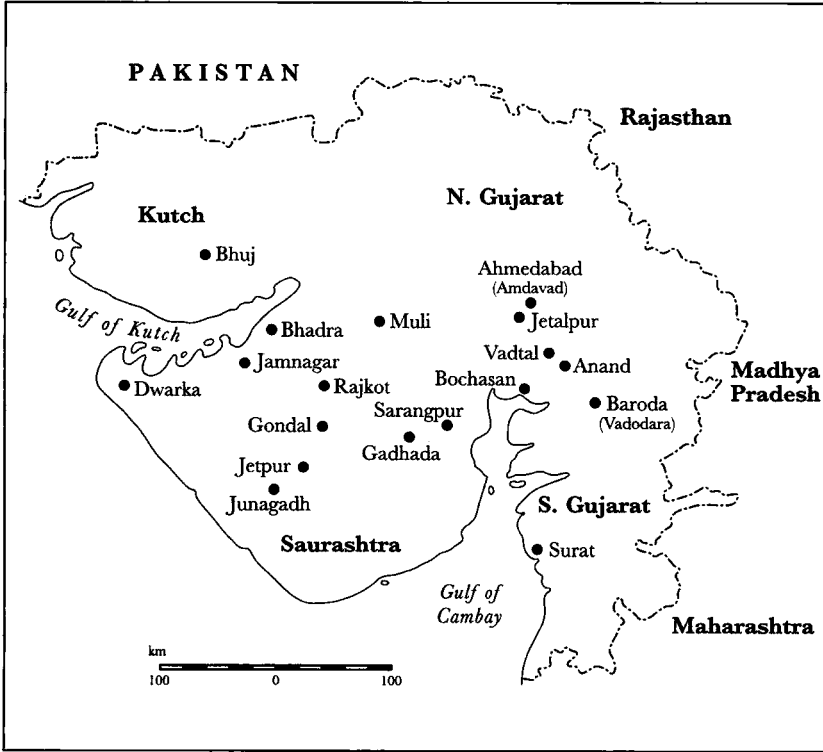 PAKISTAN
Rajasthan
Kutch
N. Gujarat
Bhuj
Ahmedabad
(Amdavad)
Gulf of Kutch
Bhadra
Muli
Jetalpur
Jamnagar
Vadtal
Anand
Madhya
Pradesh
Dwarka
Rajkot
Bochasan
Baroda
(Vadodara)
Gondal
Sarangpur
Gadhada
Jetpur
Junagadh
S. Gujarat
Saurashtra
Surat
Gulf of
Cambay
Maharashtra
km
100 0 100